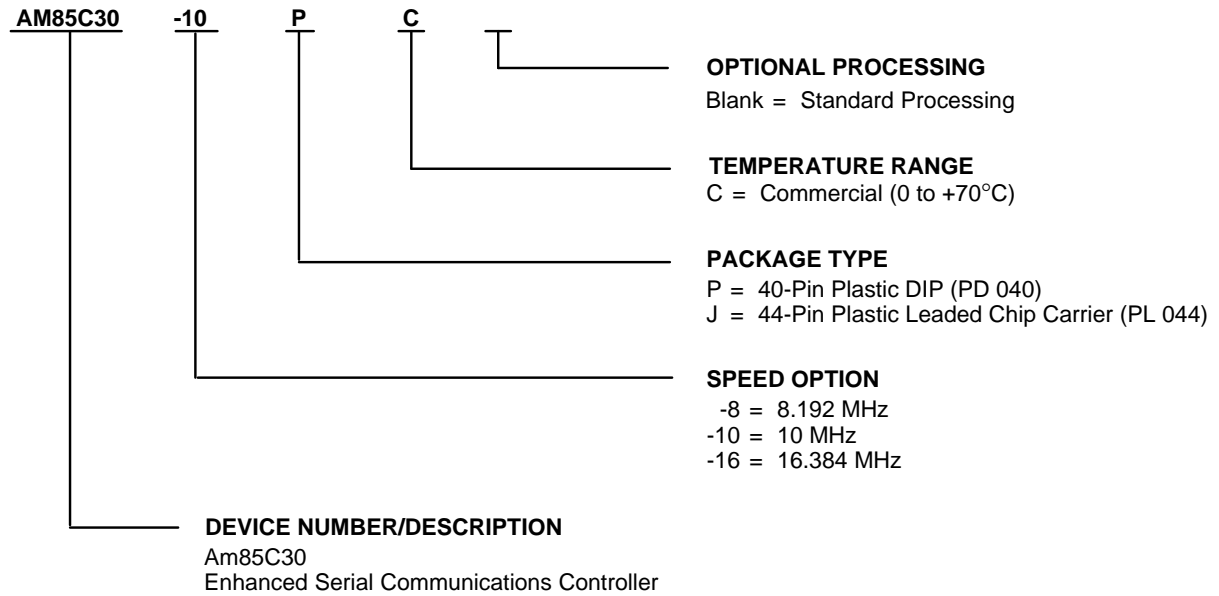 AM85C30 -10 P C
OPTIONAL PROCESSING
Blank = Standard Processing
TEMPERATURE RANGE
C = Commercial (0 to +70°C)
PACKAGE TYPE
P = 40-Pin Plastic DIP (PD 040)
J = 44-Pin Plastic Leaded Chip Carrier (PL 044)
SPEED OPTION
-8 = 8.192 MHz
-10 = 10 MHz
-16 = 16.384 MHz
DEVICE NUMBER/DESCRIPTION
Am85C30
Enhanced Serial Communications Controller